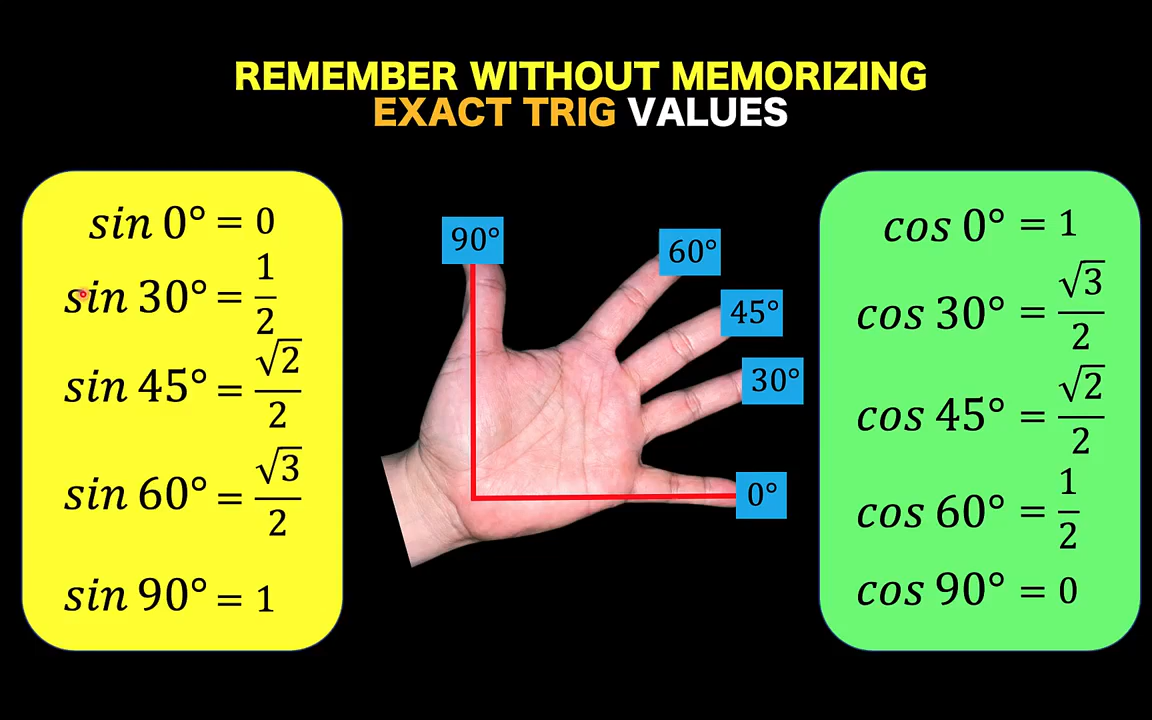 REMEMBER WITHOUT MEMORIZING
EXACT TRIG VALUES
sin 0° = 0
sin 30° = 1/2
sin 45° = √2/2
sin 60° = √3/2
sin 90° = 1
90°
60°
45°
30°
0°
cos 0° = 1
cos 30° = √3/2
cos 45° = √2/2
cos 60° = 1/2
cos 90° = 0